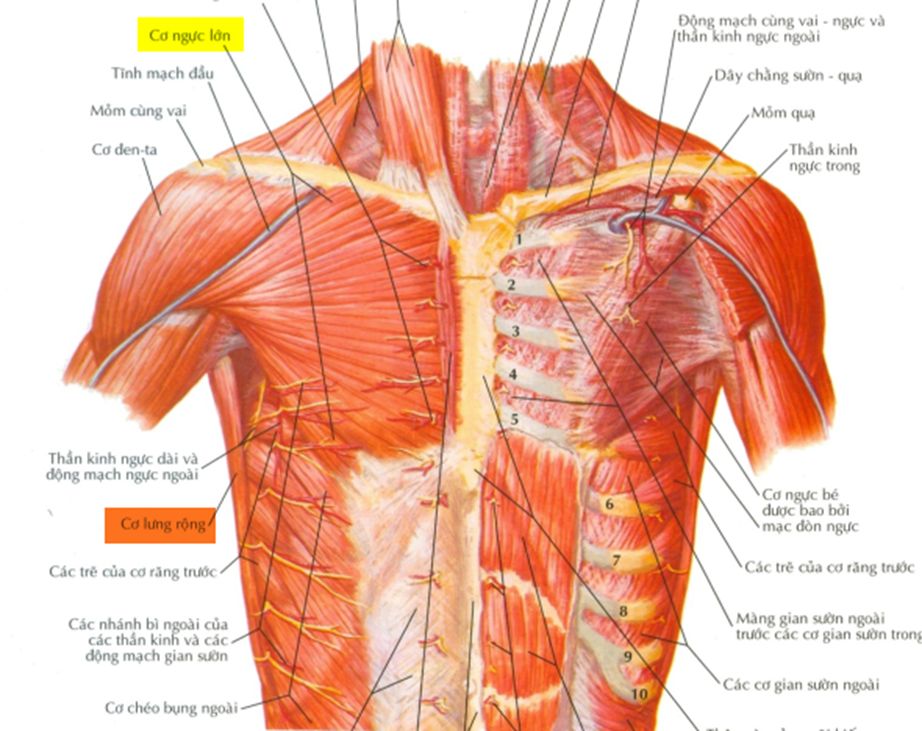 Cơ ngực lớn
Tĩnh mạch đầu
Mỏm cùng vai
Cơ đen-ta
Động mạch cùng vai - ngực và
thần kinh ngực ngoài
Dây chằng sườn - quạ
Mỏm quạ
Thần kinh
ngực trong
1
2
3
4
5
6
7
8
9
10
Thần kinh ngực dài và
động mạch ngực ngoài
Cơ lưng rộng
Các trẽ của cơ răng trước
Các nhánh bì ngoài của
các thần kinh và các
động mạch gian sườn
Cơ chéo bụng ngoài
Cơ ngực bé
được bao bởi
mạc đòn ngực
Các trẽ của cơ răng trước
Màng gian sườn ngoài
trước các cơ gian sườn trong
Các cơ gian sườn ngoài